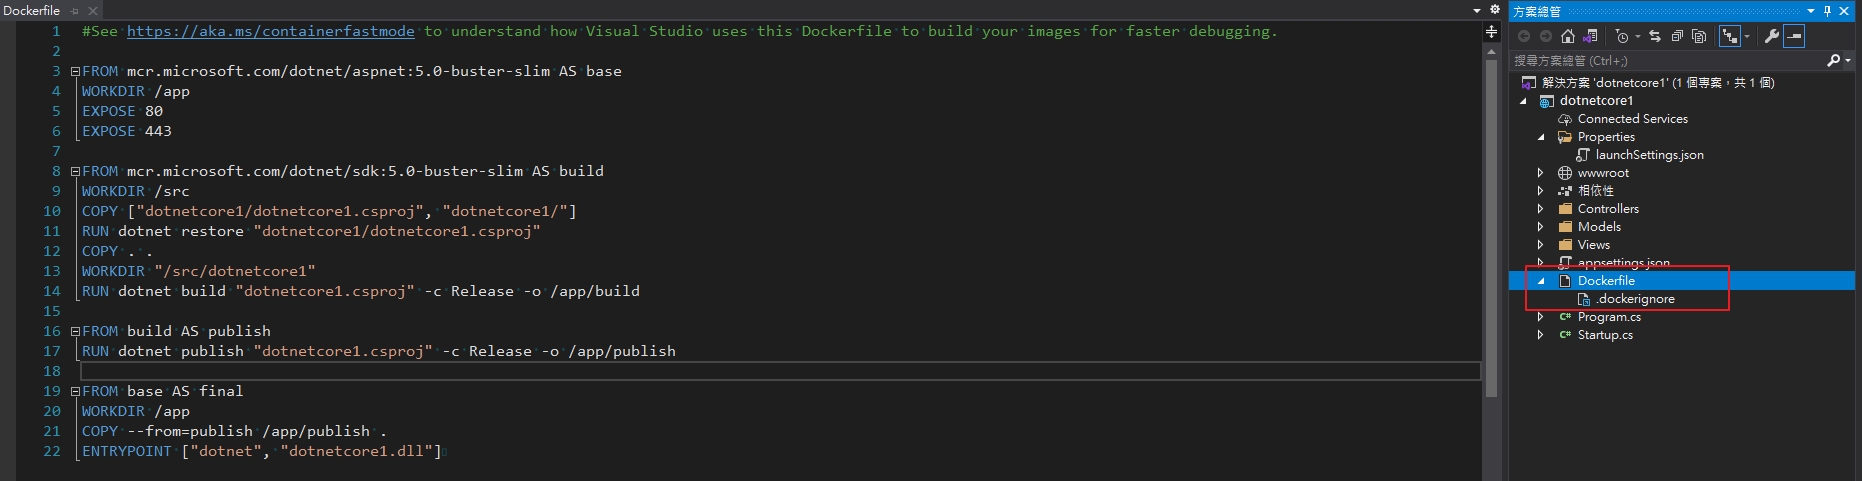 Dockerfile
1 #See https://aka.ms/containerfastmode to understand how Visual Studio uses this Dockerfile to build your images for faster debugging.
2
3 FROM mcr.microsoft.com/dotnet/aspnet:5.0-buster-slim AS base
4 WORKDIR /app
5 EXPOSE 80
6 EXPOSE 443
7
8 FROM mcr.microsoft.com/dotnet/sdk:5.0-buster-slim AS build
9 WORKDIR /src
10 COPY ["dotnetcore1/dotnetcore1.csproj", "dotnetcore1/"]
11 RUN dotnet restore "dotnetcore1/dotnetcore1.csproj"
12 COPY . .
13 WORKDIR "/src/dotnetcore1"
14 RUN dotnet build "dotnetcore1.csproj" -c Release -o /app/build
15
16 FROM build AS publish
17 RUN dotnet publish "dotnetcore1.csproj" -c Release -o /app/publish
18
19 FROM base AS final
20 WORKDIR /app
21 COPY --from=publish /app/publish .
22 ENTRYPOINT ["dotnet", "dotnetcore1.dll"]
方案總管
搜尋方案總管 (Ctrl+;)
解決方案 'dotnetcore1' (1 個專案，共 1 個)
dotnetcore1
Connected Services
Properties
launchSettings.json
wwwroot
相依性
Controllers
Models
Views
appsettings.json
Dockerfile
.dockerignore
C# Program.cs
C# Startup.cs